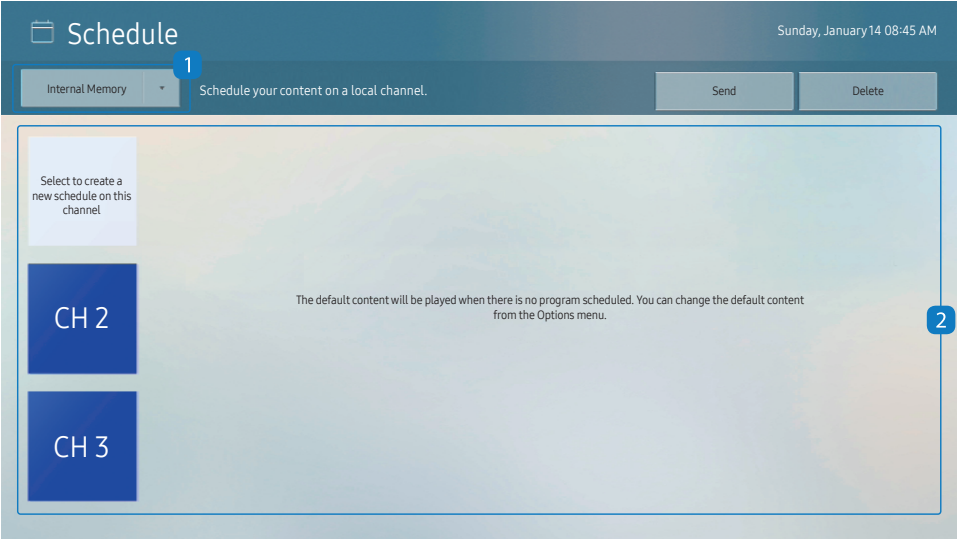 Schedule
Sunday, January 14 08:45 AM
1
Internal Memory
Schedule your content on a local channel.
Send
Delete
Select to create a
new schedule on this
channel
CH 2
CH 3
The default content will be played when there is no program scheduled. You can change the default content
from the Options menu.
2